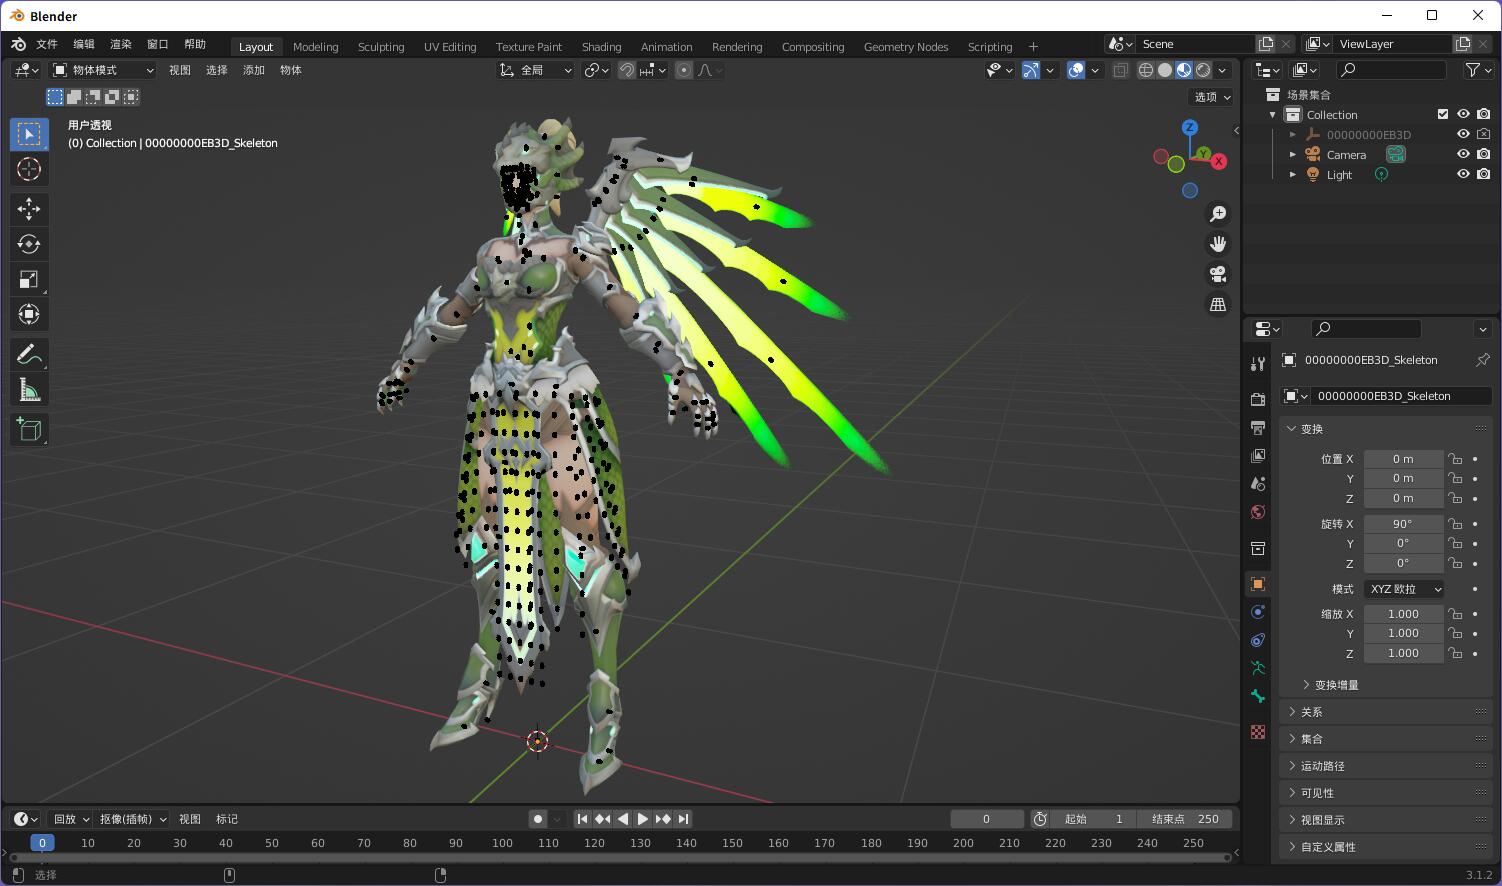 Blender
文件 编辑 渲染 窗口 帮助 Layout Modeling Sculpting UV Editing Texture Paint Shading Animation Rendering Compositing Geometry Nodes Scripting + Scene ViewLayer
物体模式 视图 选择 添加 物体 全局
选项
用户透视
(0) Collection | 00000000EB3D_Skeleton
Z
Y
X
场景集合
Collection
00000000EB3D
Camera
Light
00000000EB3D_Skeleton
00000000EB3D_Skeleton
变换
位置 X 0 m
Y 0 m
Z 0 m
旋转 X 90°
Y 0°
Z 0°
模式 XYZ 欧拉
缩放 X 1.000
Y 1.000
Z 1.000
变换增量
关系
集合
运动路径
可见性
视图显示
自定义属性
回放 抠像(插帧) 视图 标记 0 起始 1 结束点 250
0 10 20 30 40 50 60 70 80 90 100 110 120 130 140 150 160 170 180 190 200 210 220 230 240 250
选择 3.1.2